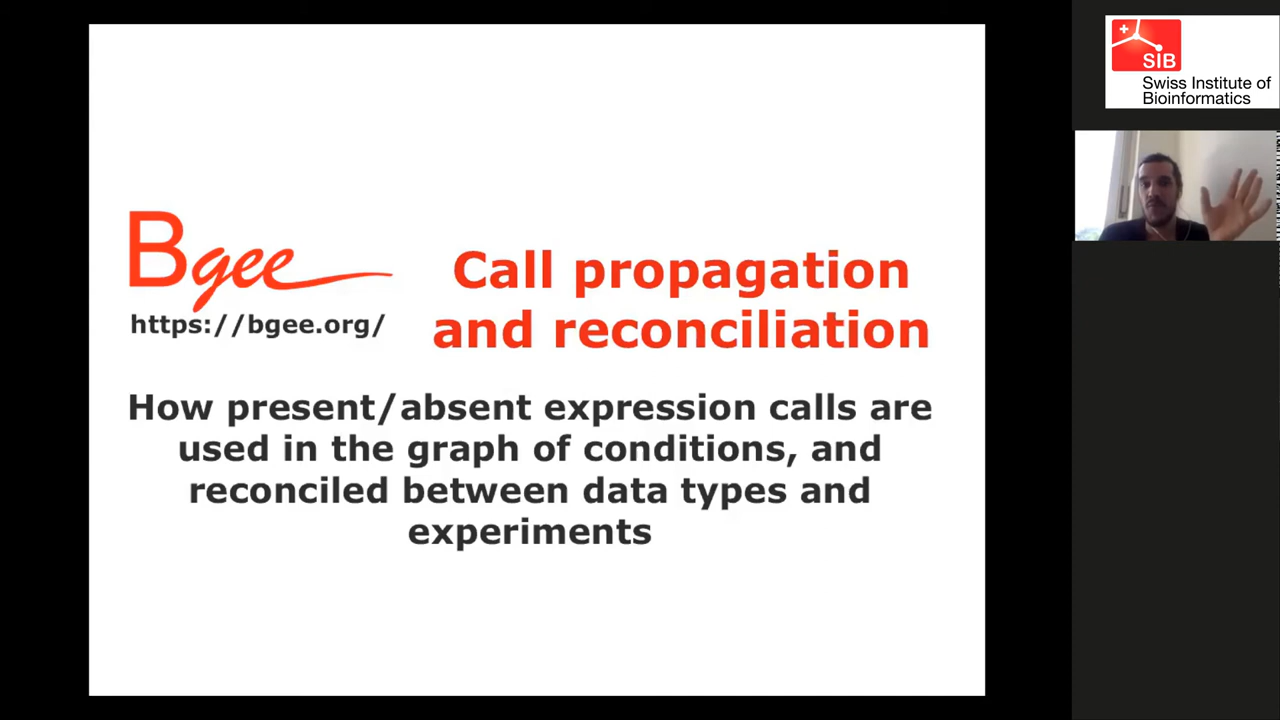 Bgee
https://bgee.org/
Call propagation
and reconciliation
How present/absent expression calls are
used in the graph of conditions, and
reconciled between data types and
experiments
SIB
Swiss Institute of
Bioinformatics